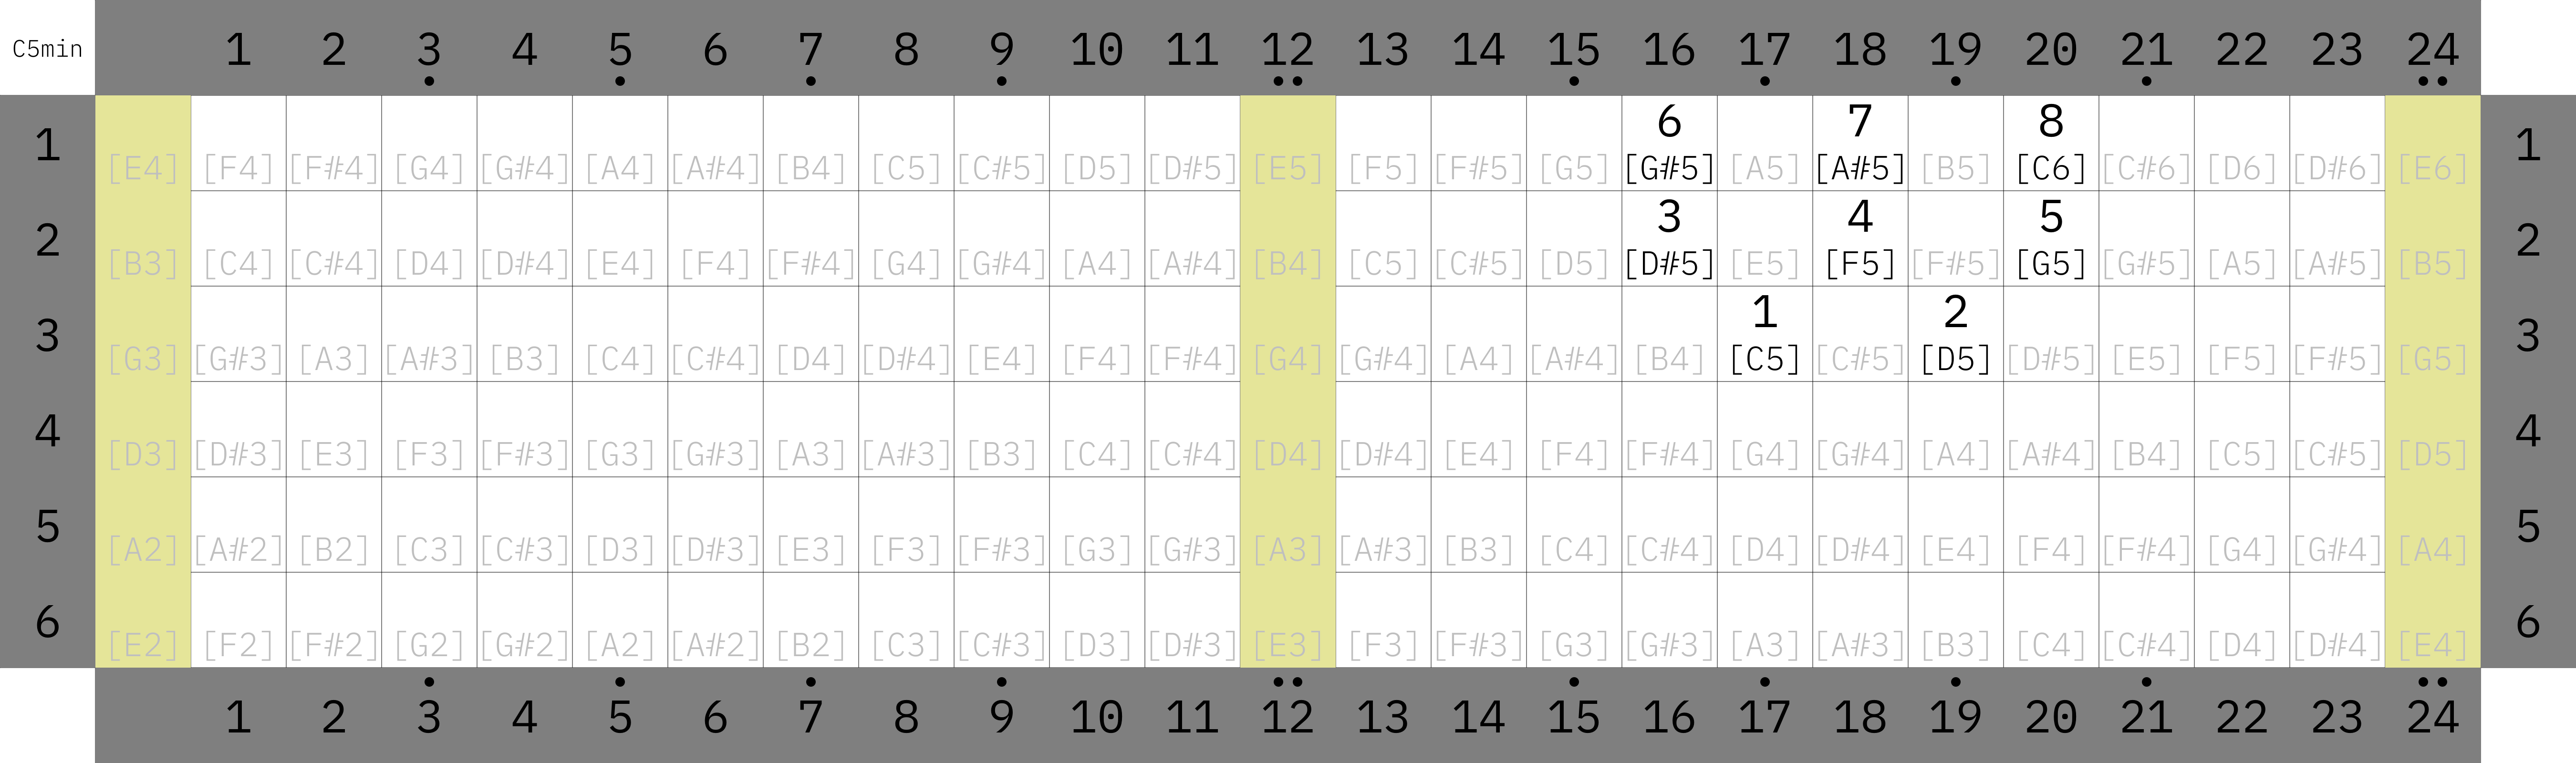 C5min 1 2 3 4 5 6 7 8 9 10 11 12 13 14 15 16 17 18 19 20 21 22 23 24
6 7 8
1 [E4] [F4] [F#4] [G4] [G#4] [A4] [A#4] [B4] [C5] [C#5] [D5] [D#5] [E5] [F5] [F#5] [G5] [G#5] [A5] [A#5] [B5] [C6] [C#6] [D6] [D#6] [E6] 1
3 4 5
2 [B3] [C4] [C#4] [D4] [D#4] [E4] [F4] [F#4] [G4] [G#4] [A4] [A#4] [B4] [C5] [C#5] [D5] [D#5] [E5] [F5] [F#5] [G5] [G#5] [A5] [A#5] [B5] 2
1 2
3 [G3] [G#3] [A3] [A#3] [B3] [C4] [C#4] [D4] [D#4] [E4] [F4] [F#4] [G4] [G#4] [A4] [A#4] [B4] [C5] [C#5] [D5] [D#5] [E5] [F5] [F#5] [G5] 3
4 [D3] [D#3] [E3] [F3] [F#3] [G3] [G#3] [A3] [A#3] [B3] [C4] [C#4] [D4] [D#4] [E4] [F4] [F#4] [G4] [G#4] [A4] [A#4] [B4] [C5] [C#5] [D5] 4
5 [A2] [A#2] [B2] [C3] [C#3] [D3] [D#3] [E3] [F3] [F#3] [G3] [G#3] [A3] [A#3] [B3] [C4] [C#4] [D4] [D#4] [E4] [F4] [F#4] [G4] [G#4] [A4] 5
6 [E2] [F2] [F#2] [G2] [G#2] [A2] [A#2] [B2] [C3] [C#3] [D3] [D#3] [E3] [F3] [F#3] [G3] [G#3] [A3] [A#3] [B3] [C4] [C#4] [D4] [D#4] [E4] 6
1 2 3 4 5 6 7 8 9 10 11 12 13 14 15 16 17 18 19 20 21 22 23 24